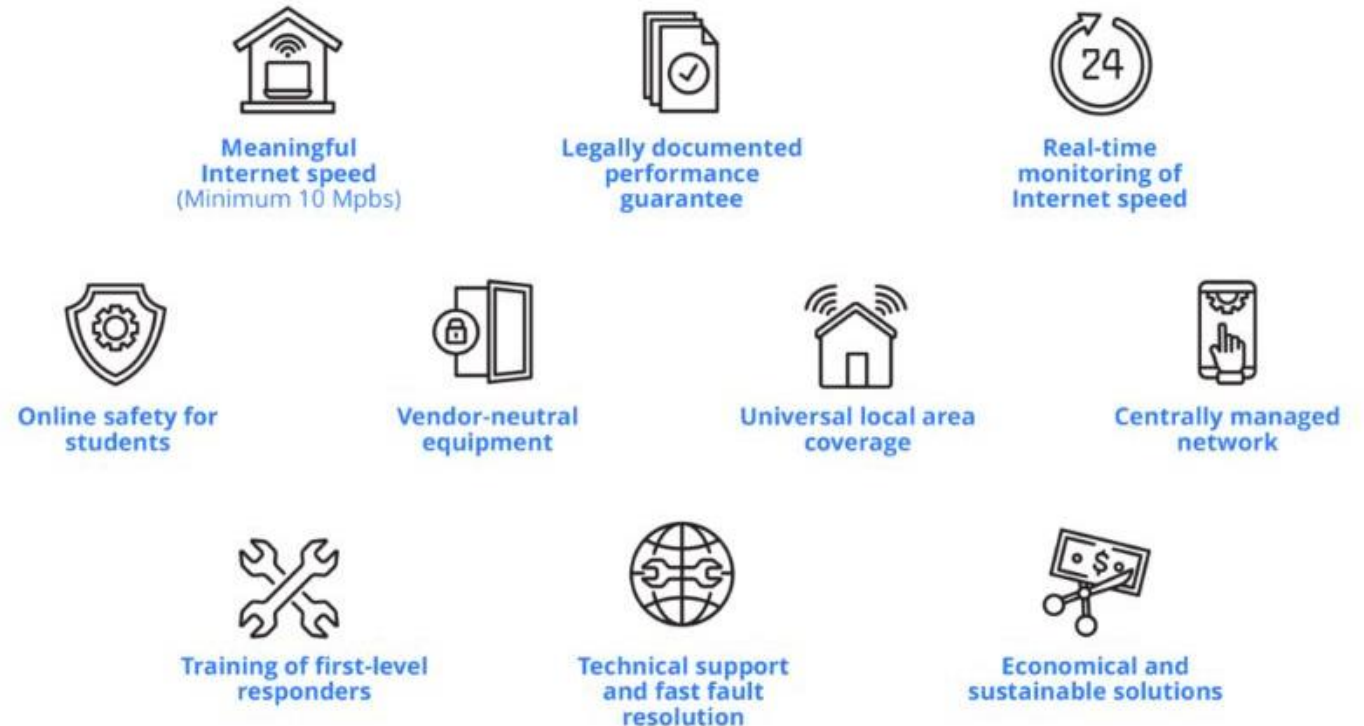 Meaningful
Internet speed
(Minimum 10 Mpbs)
Legally documented
performance
guarantee
24
Real-time
monitoring of
Internet speed
Online safety for
students
Vendor-neutral
equipment
Universal local area
coverage
Centrally managed
network
Training of first-level
responders
Technical support
and fast fault
resolution
$
Economical and
sustainable solutions